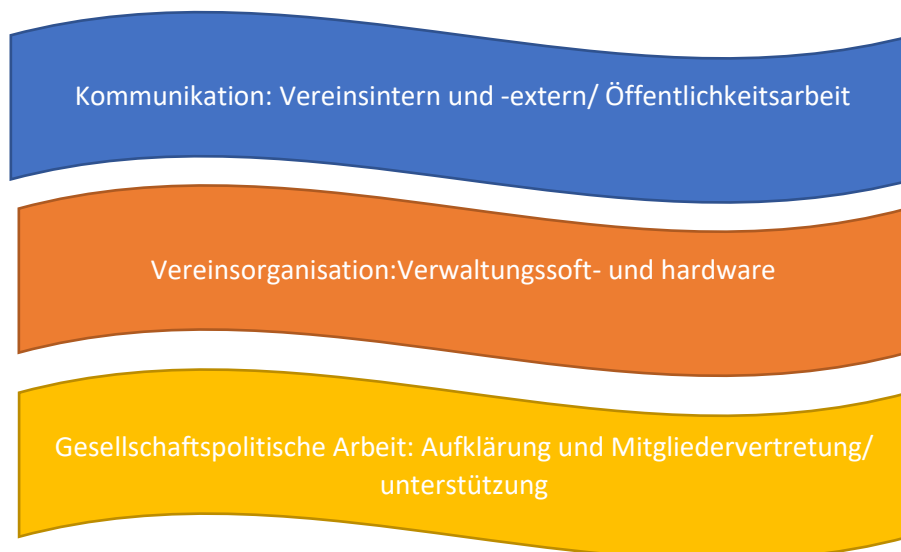 Kommunikation: Vereinsintern und -extern/ Öffentlichkeitsarbeit
Vereinsorganisation:Verwaltungssoft- und hardware
Gesellschaftspolitische Arbeit: Aufklärung und Mitgliedervertretung/
unterstützung